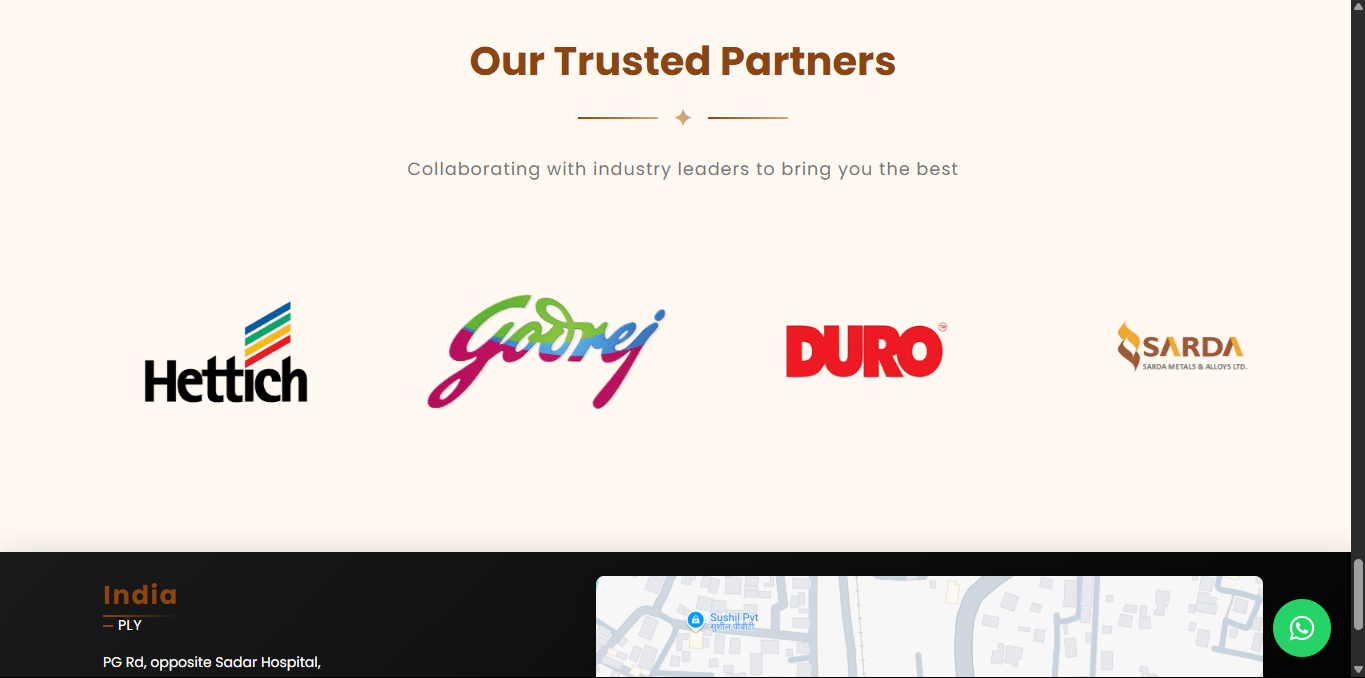 Our Trusted Partners
Collaborating with industry leaders to bring you the best
Hettich
Godrej
DURO
TM
SARDA
SARDA METALS & ALLOYS LTD.
India
PLY
PG Rd, opposite Sadar Hospital,
Sushil Pvt
सुशील पीवीटी